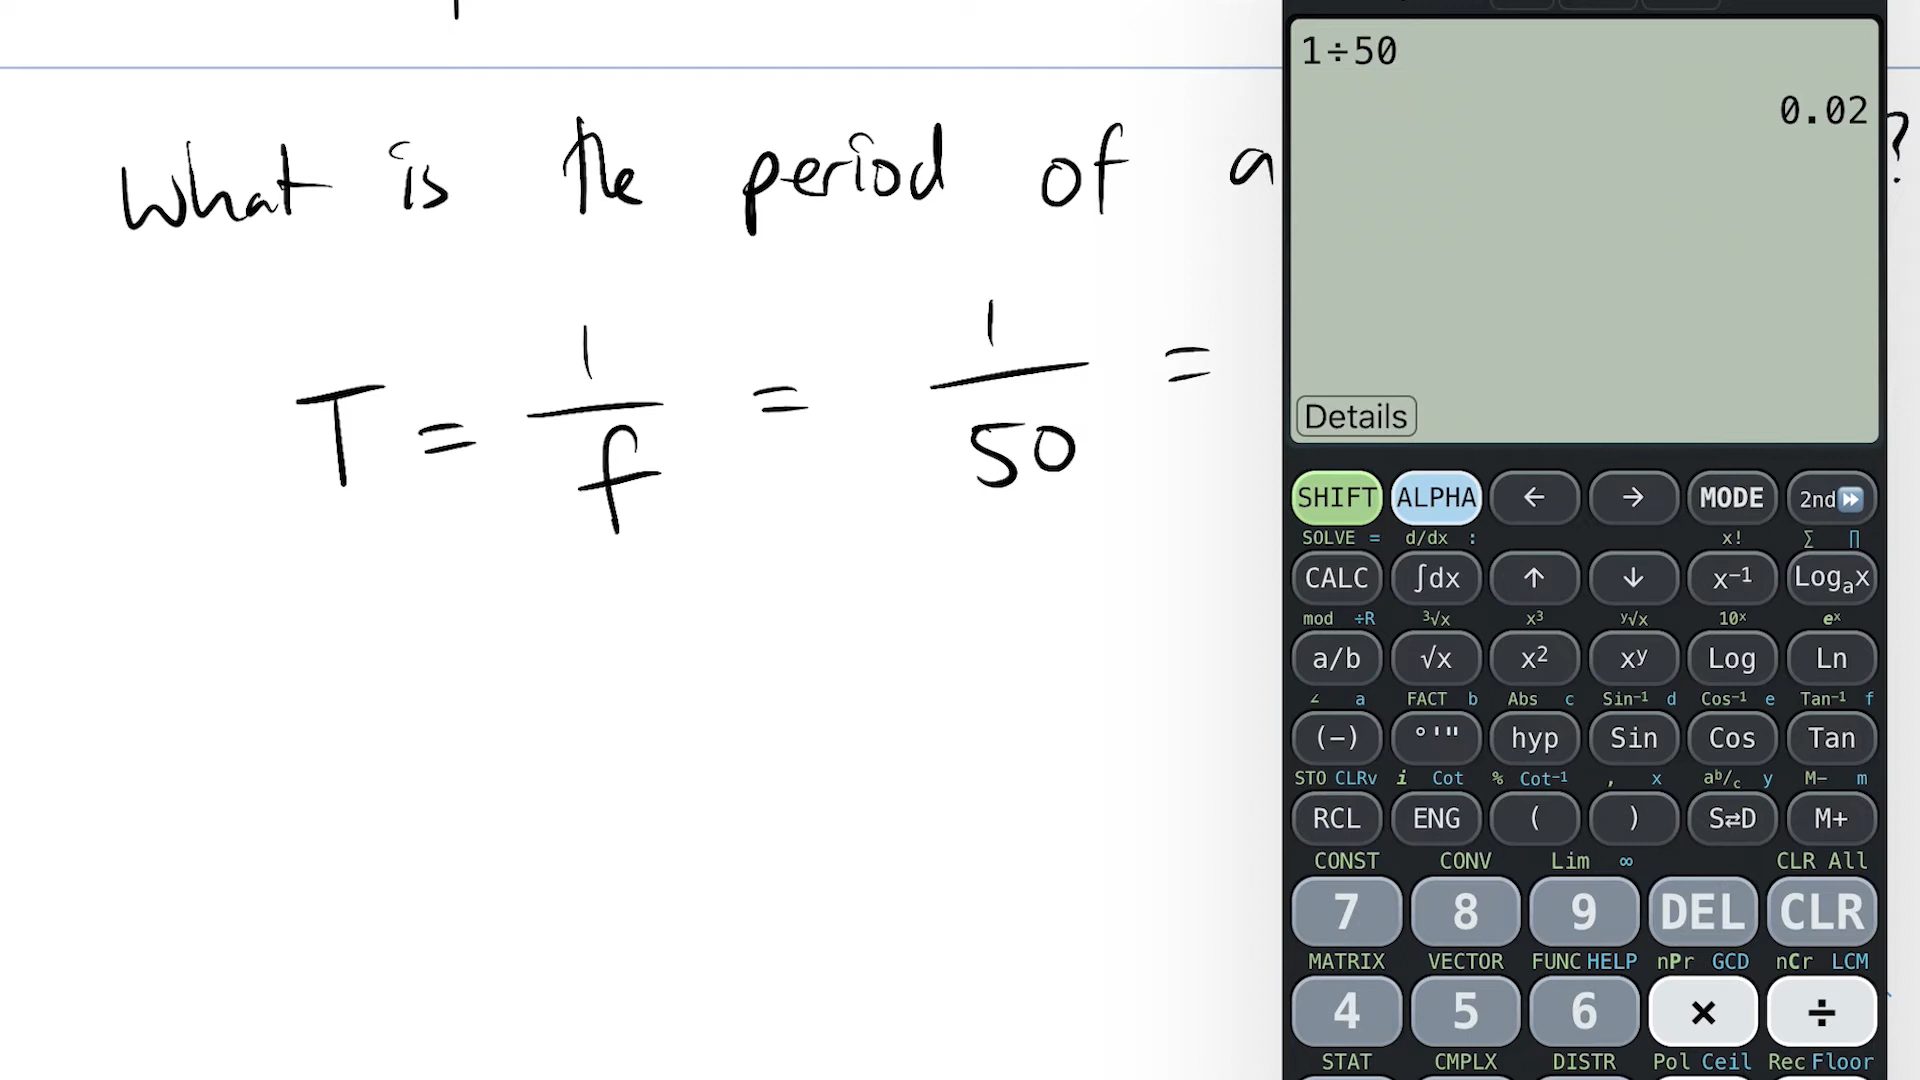 What is the period of a
?
T = 1/f = 1/50 =
1÷50
0.02
Details
SHIFT ALPHA ← → MODE 2nd⏩
SOLVE = d/dx : x! ∑ ∏
CALC ∫dx ↑ ↓ x⁻¹ Logₐx
mod ÷R ³√x x³ ʸ√x 10ˣ eˣ
a/b √x x² xʸ Log Ln
∠ a FACT b Abs c Sin⁻¹ d Cos⁻¹ e Tan⁻¹ f
(−) °'" hyp Sin Cos Tan
STO CLRv i Cot % Cot⁻¹ , x aᵇ/c y M− m
RCL ENG ( ) S⇄D M+
CONST CONV Lim ∞ CLR All
7 8 9 DEL CLR
MATRIX VECTOR FUNC HELP nPr GCD nCr LCM
4 5 6 × ÷
STAT CMPLX DISTR Pol Ceil Rec Floor